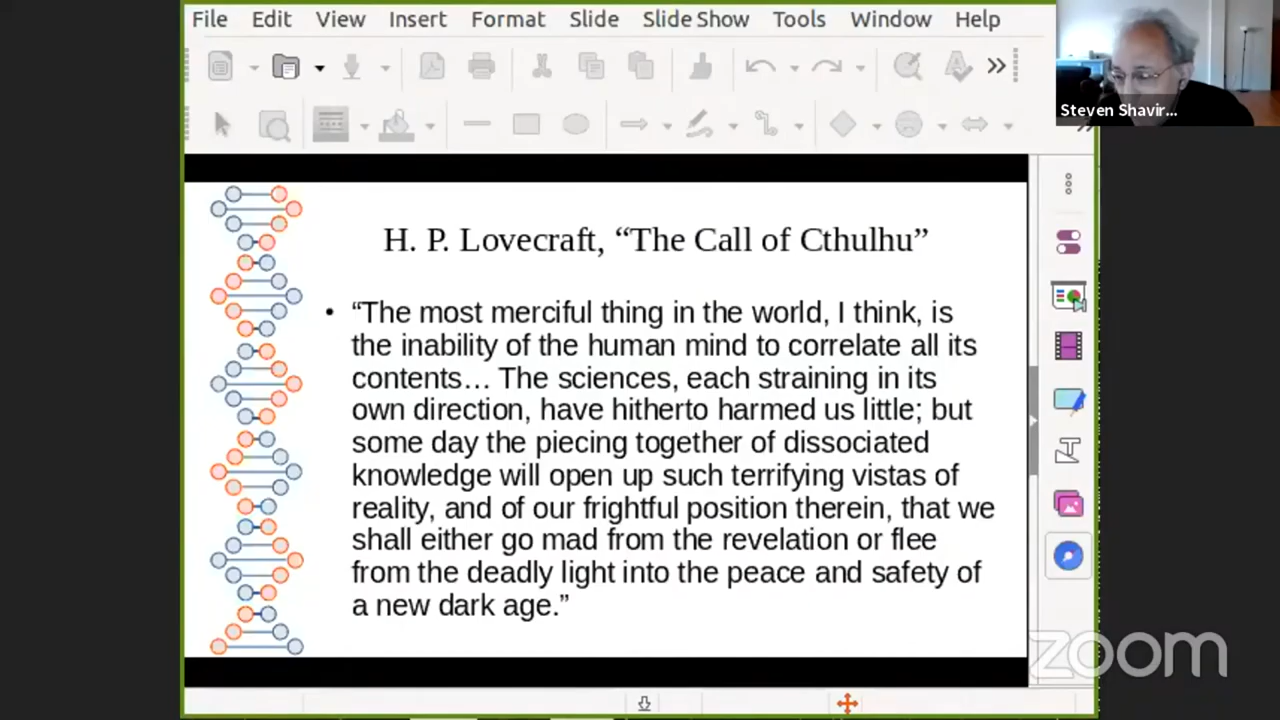 File Edit View Insert Format Slide Slide Show Tools Window Help
Steven Shavir...
H. P. Lovecraft, “The Call of Cthulhu”
• “The most merciful thing in the world, I think, is
the inability of the human mind to correlate all its
contents… The sciences, each straining in its
own direction, have hitherto harmed us little; but
some day the piecing together of dissociated
knowledge will open up such terrifying vistas of
reality, and of our frightful position therein, that we
shall either go mad from the revelation or flee
from the deadly light into the peace and safety of
a new dark age.”
zoom